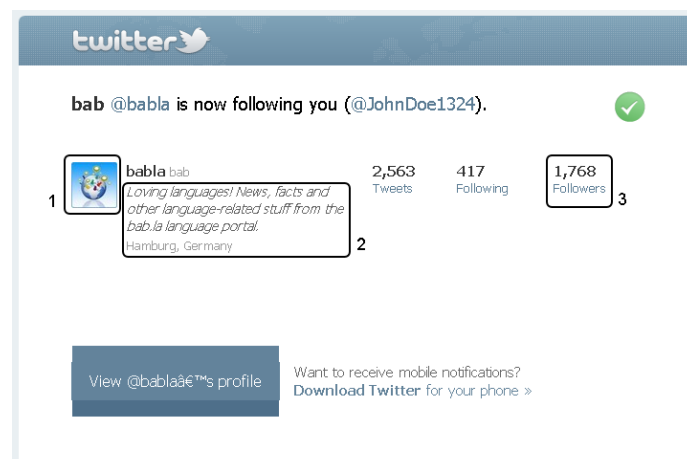 twitter
bab @babla is now following you (@JohnDoe1324).
1
babla bab
Loving languages! News, facts and
other language-related stuff from the
bab.la language portal.
Hamburg, Germany
2
2,563
Tweets
417
Following
1,768
Followers
3
View @bablaâ€™s profile
Want to receive mobile notifications?
Download Twitter for your phone »